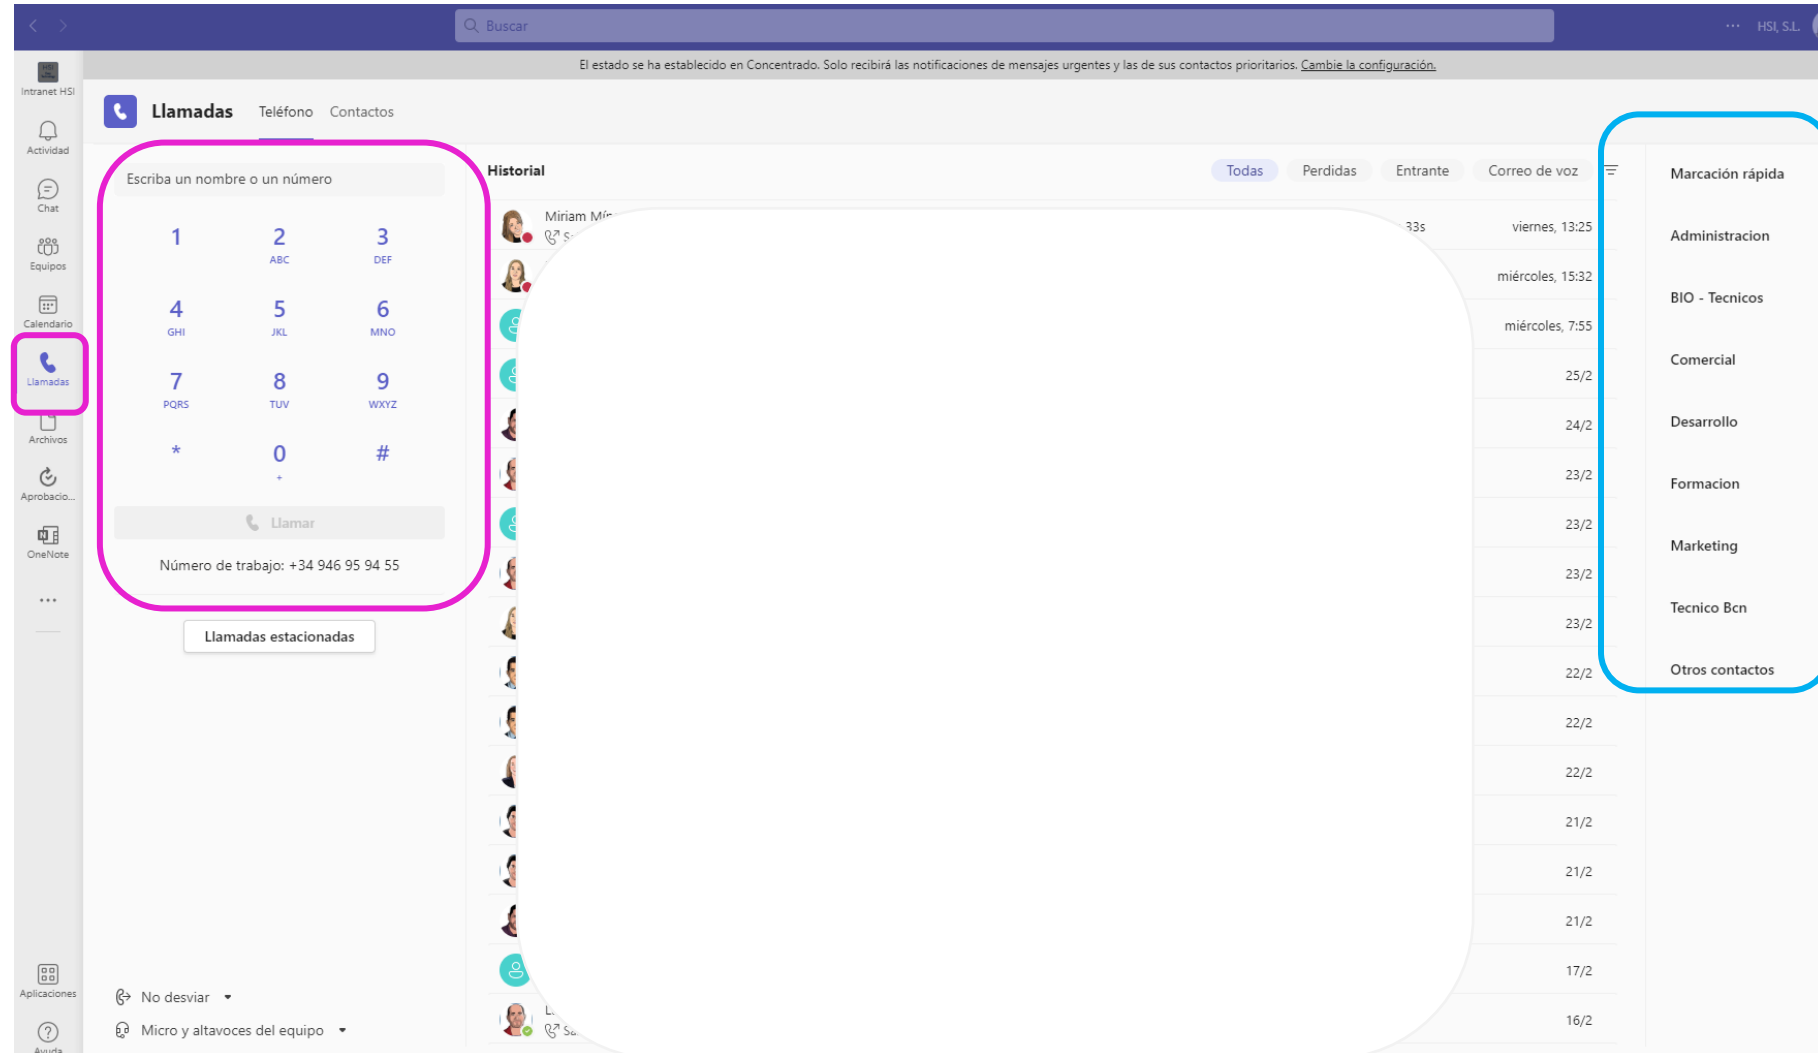 Buscar
HSI, S.L.
El estado se ha establecido en Concentrado. Solo recibirá las notificaciones de mensajes urgentes y las de sus contactos prioritarios. Cambie la configuración.
Intranet HSI
Actividad
Chat
Equipos
Calendario
Llamadas
Archivos
Aprobacio...
OneNote
Aplicaciones
Ayuda
Llamadas Teléfono Contactos
Escriba un nombre o un número
1 2 3
ABC DEF
4 5 6
GHI JKL MNO
7 8 9
PQRS TUV WXYZ
* 0 #
+
Llamar
Número de trabajo: +34 946 95 94 55
Llamadas estacionadas
No desviar
Micro y altavoces del equipo
Historial Todas Perdidas Entrante Correo de voz
Miriam
33s viernes, 13:25
miércoles, 15:32
miércoles, 7:55
25/2
24/2
23/2
23/2
23/2
23/2
22/2
22/2
22/2
21/2
21/2
21/2
17/2
16/2
Marcación rápida
Administracion
BIO - Tecnicos
Comercial
Desarrollo
Formacion
Marketing
Tecnico Bcn
Otros contactos